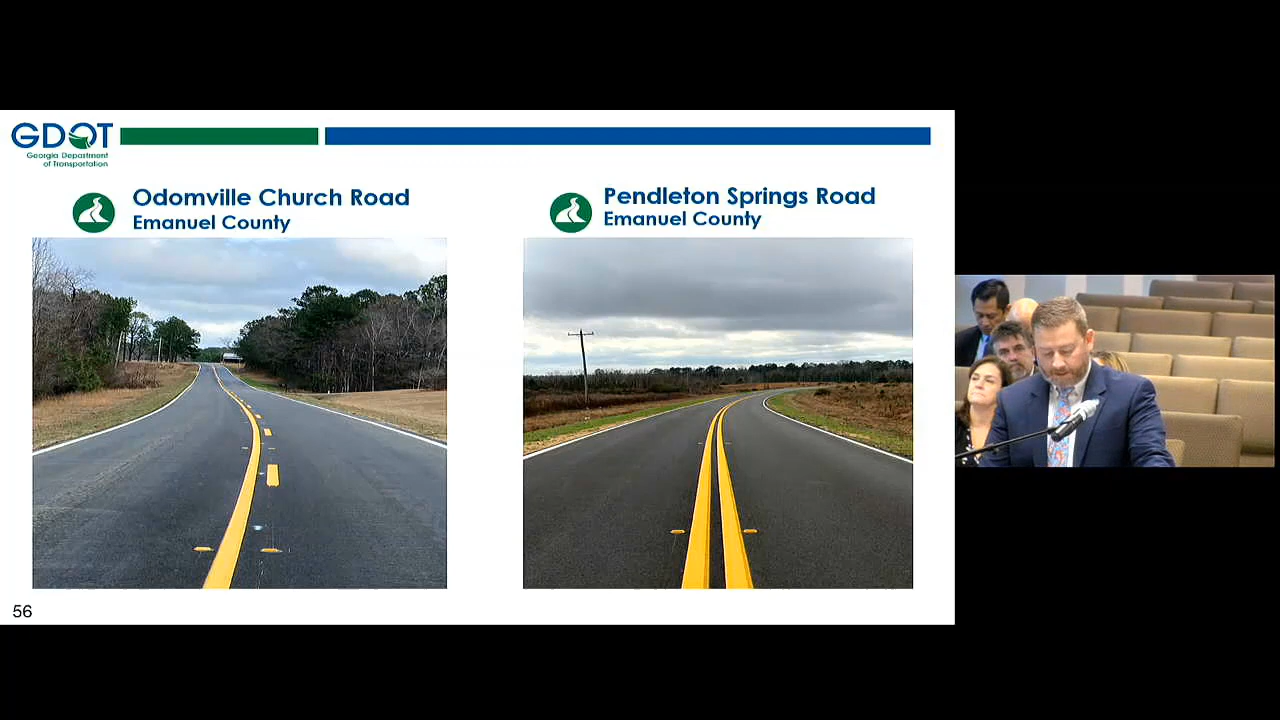 GDOT
Georgia Department
of Transportation
Odomville Church Road
Emanuel County
Pendleton Springs Road
Emanuel County
56